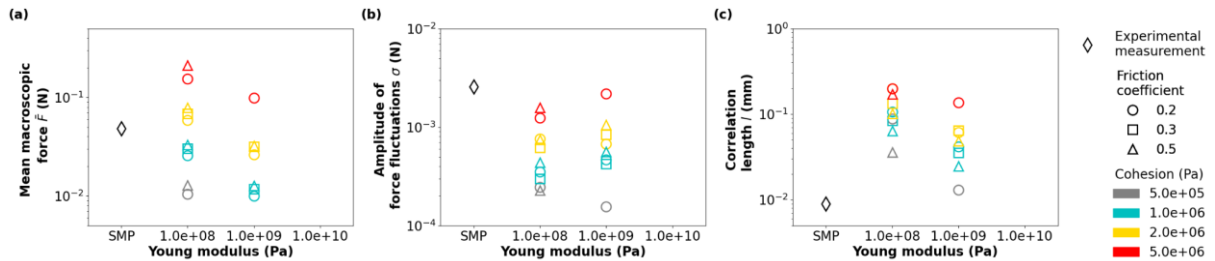 (a)
Mean macroscopic
force F̄ (N)
10⁻¹
10⁻²
SMP
1.0e+08
1.0e+09
1.0e+10
Young modulus (Pa)
(b)
Amplitude of
force fluctuations σ (N)
10⁻²
10⁻³
10⁻⁴
SMP
1.0e+08
1.0e+09
1.0e+10
Young modulus (Pa)
(c)
Correlation
length l (mm)
10⁰
10⁻¹
10⁻²
SMP
1.0e+08
1.0e+09
1.0e+10
Young modulus (Pa)
Experimental
measurement
Friction
coefficient
0.2
0.3
0.5
Cohesion (Pa)
5.0e+05
1.0e+06
2.0e+06
5.0e+06